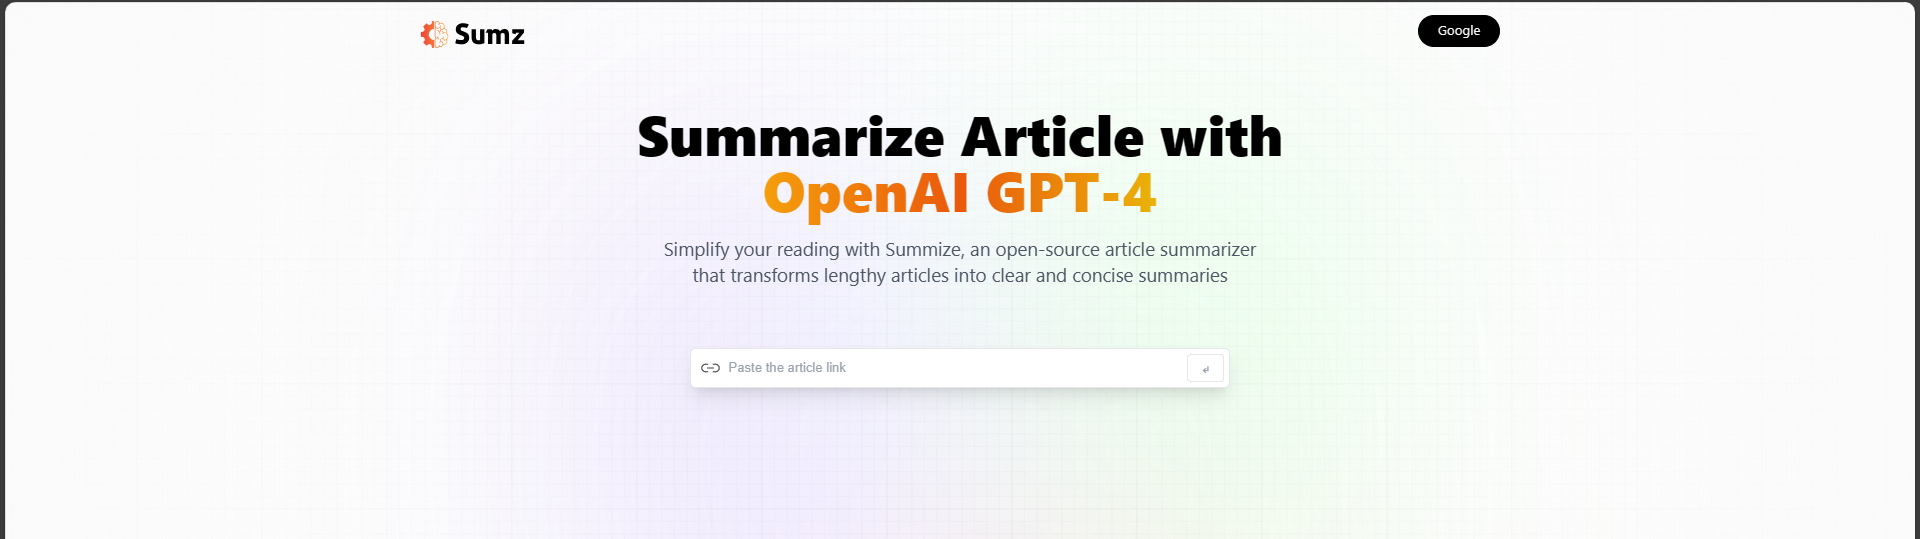 Sumz
Google
Summarize Article with
OpenAI GPT-4
Simplify your reading with Summize, an open-source article summarizer
that transforms lengthy articles into clear and concise summaries
Paste the article link
↲